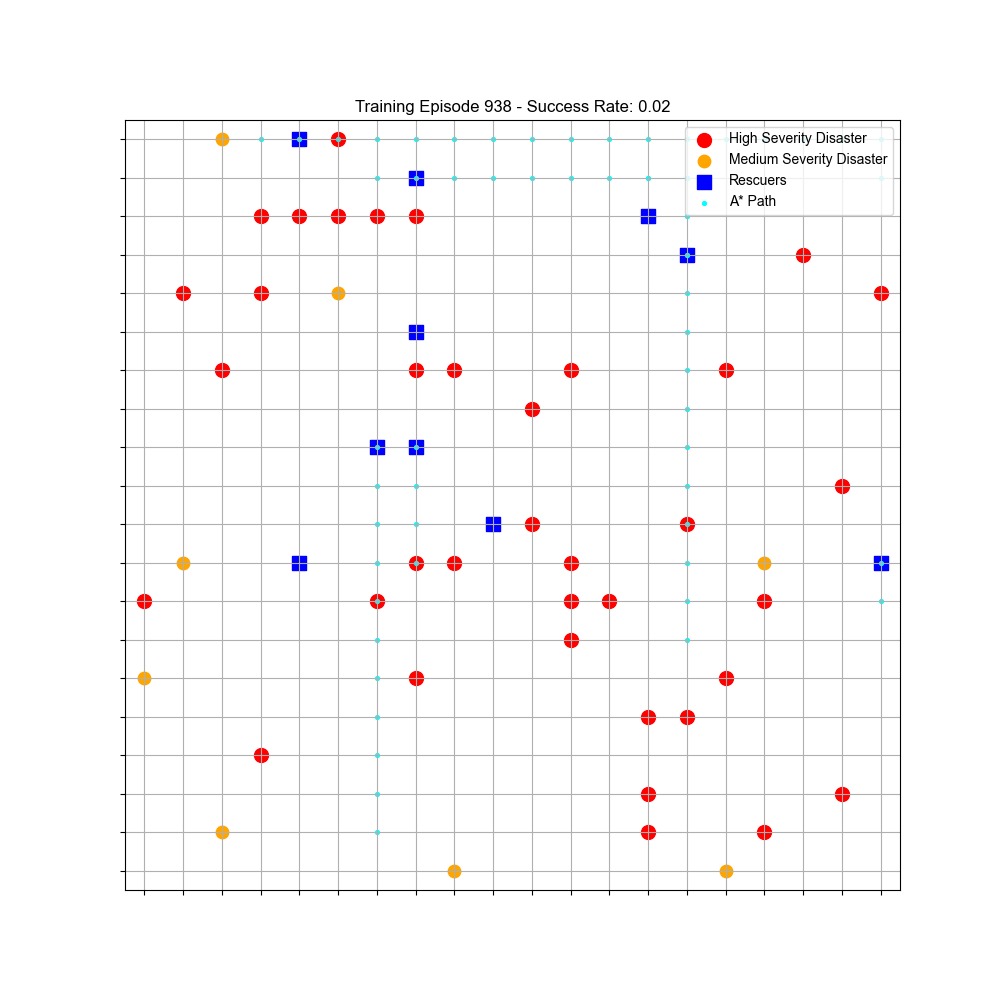 Training Episode 938 - Success Rate: 0.02
High Severity Disaster
Medium Severity Disaster
Rescuers
A* Path